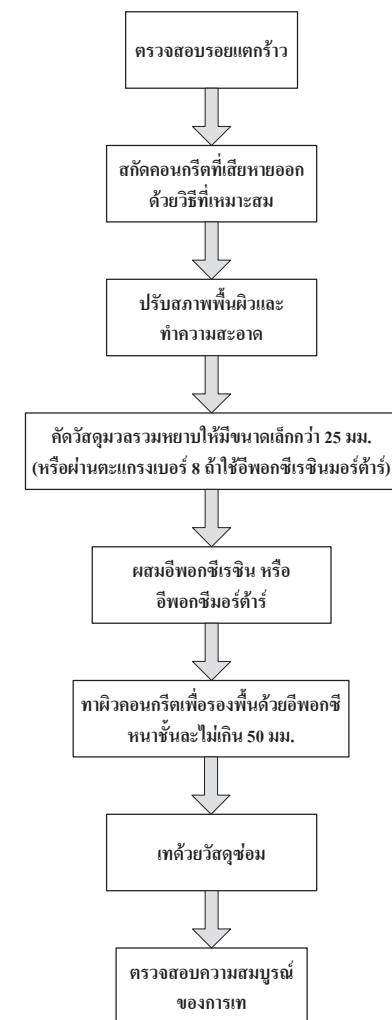 ตรวจสอบรอยแตกร้าว
สกัดคอนกรีตที่เสียหายออก
ด้วยวิธีที่เหมาะสม
ปรับสภาพพื้นผิวและ
ทำความสะอาด
คัดวัสดุมวลรวมหยาบให้มีขนาดเล็กกว่า 25 มม.
(หรือผ่านตะแกรงเบอร์ 8 ถ้าใช้อีพอกซีเรซินมอร์ต้าร์)
ผสมอีพอกซีเรซิน หรือ
อีพอกซีมอร์ต้าร์
ทาผิวคอนกรีตเพื่อรองพื้นด้วยอีพอกซี
หนาชั้นละไม่เกิน 50 มม.
เทด้วยวัสดุซ่อม
ตรวจสอบความสมบูรณ์
ของการเท